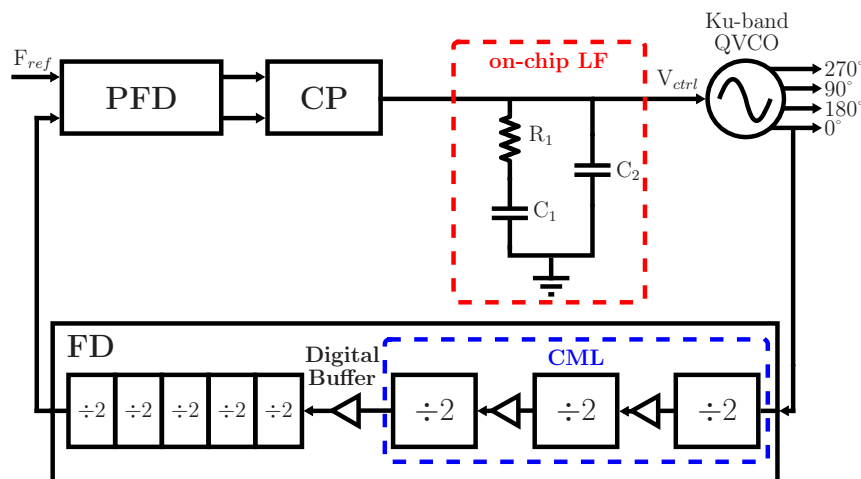 Ku-band
QVCO
F_ref
PFD
CP
on-chip LF
V_ctrl
270°
90°
180°
0°
R_1
C_1
C_2
FD
Digital
Buffer
CML
÷2 ÷2 ÷2 ÷2 ÷2
÷2 ÷2 ÷2